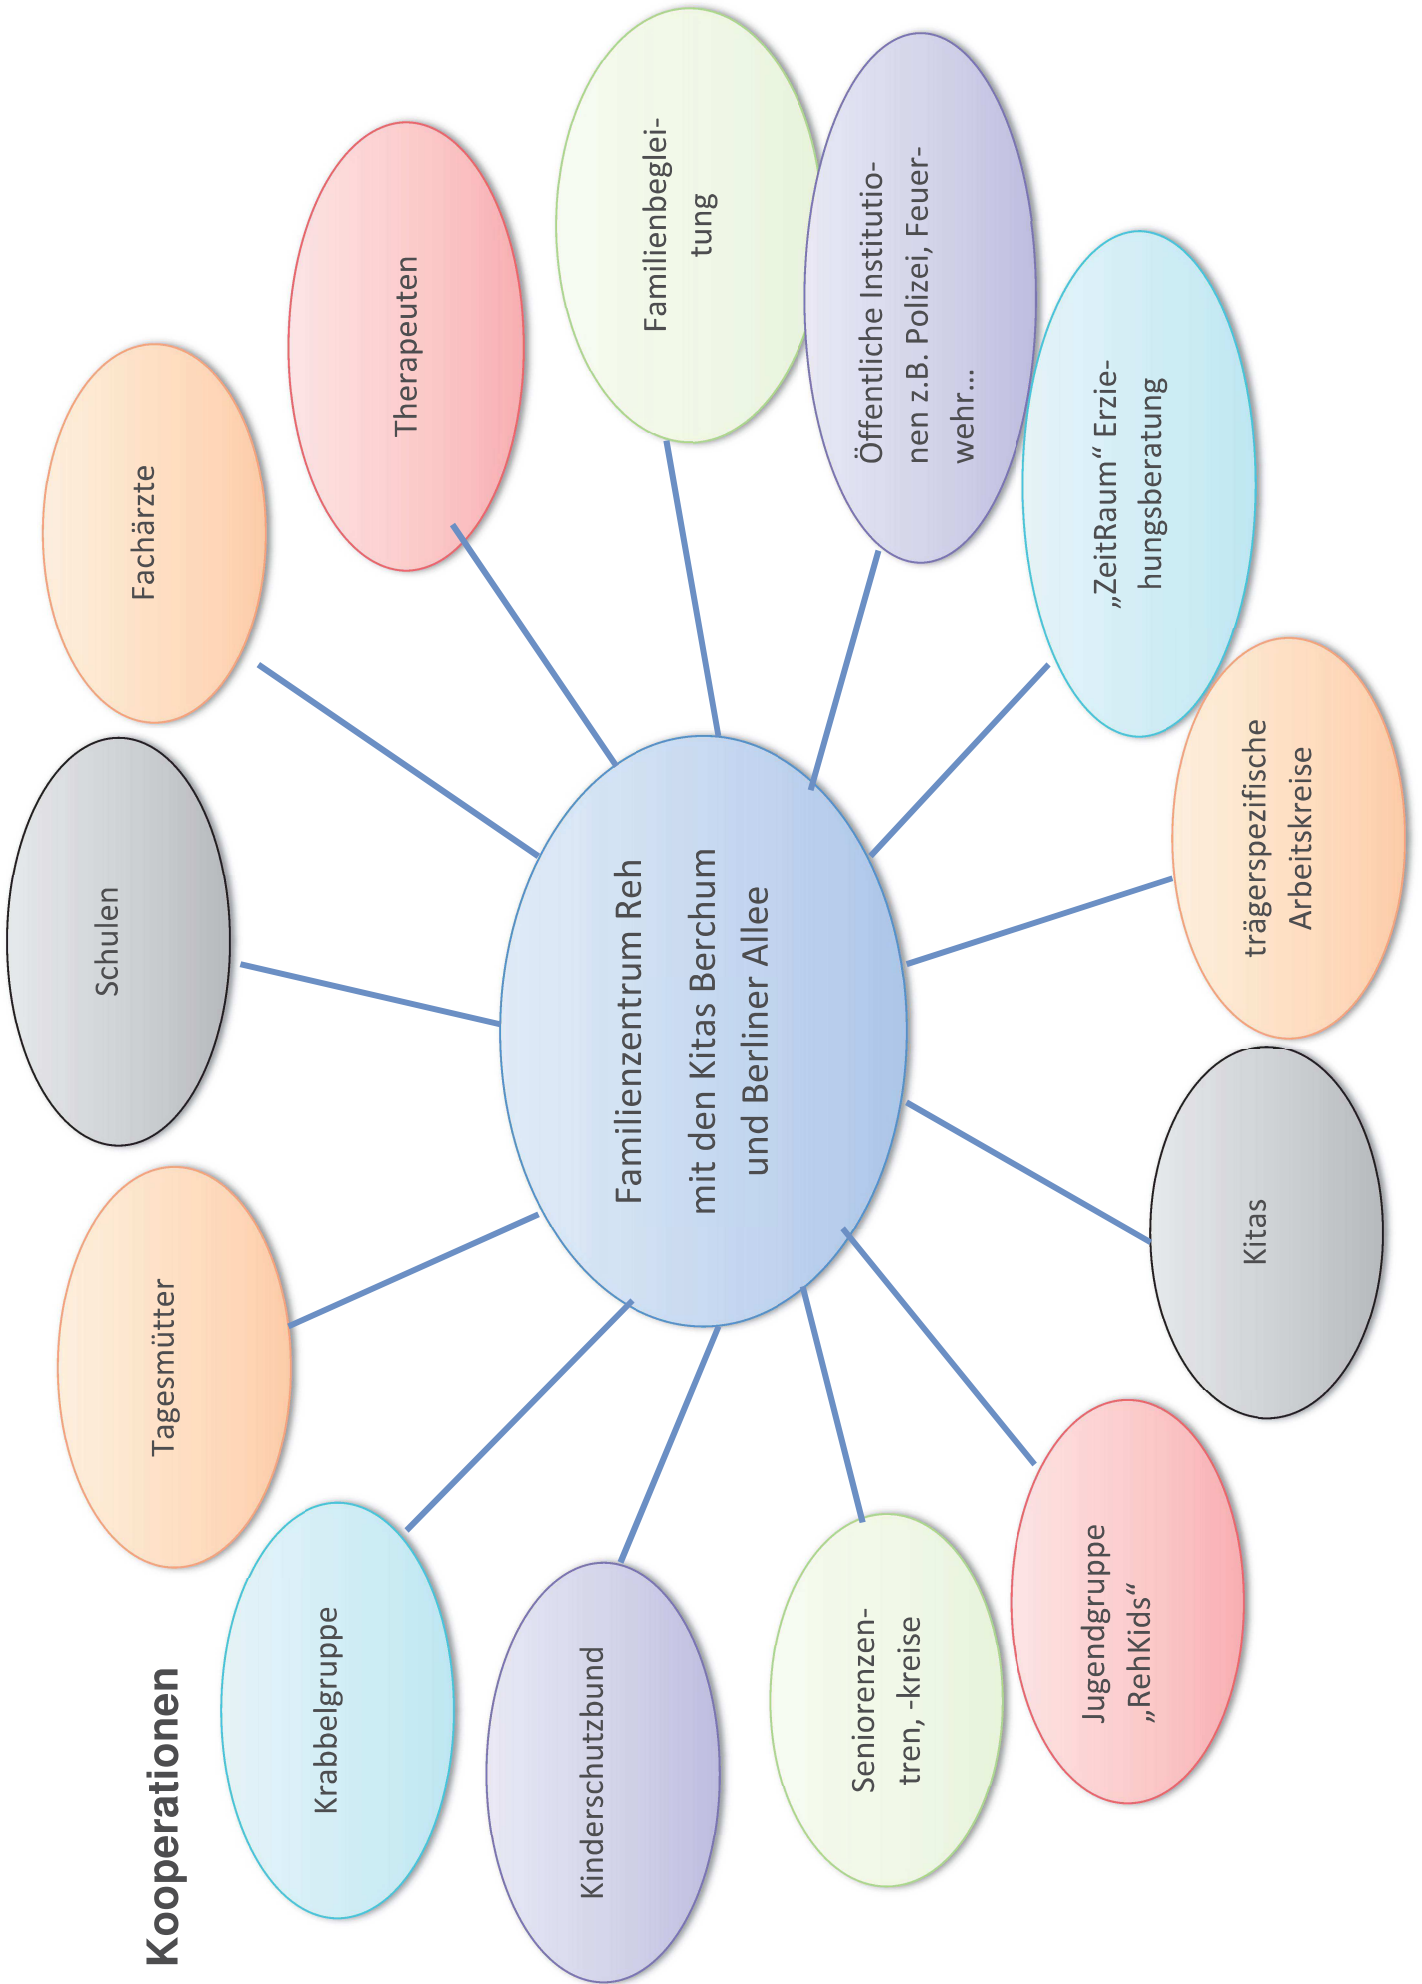 Kooperationen
Tagesmütter
Schulen
Fachärzte
Krabbelgruppe
Therapeuten
Kinderschutzbund
Familienbeglei-
tung
Familienzentrum Reh
mit den Kitas Berchum
und Berliner Allee
Seniorenzen-
tren, -kreise
Öffentliche Institutio-
nen z.B. Polizei, Feuer-
wehr...
Jugendgruppe
„RehKids“
„ZeitRaum“ Erzie-
hungsberatung
Kitas
trägerspezifische
Arbeitskreise